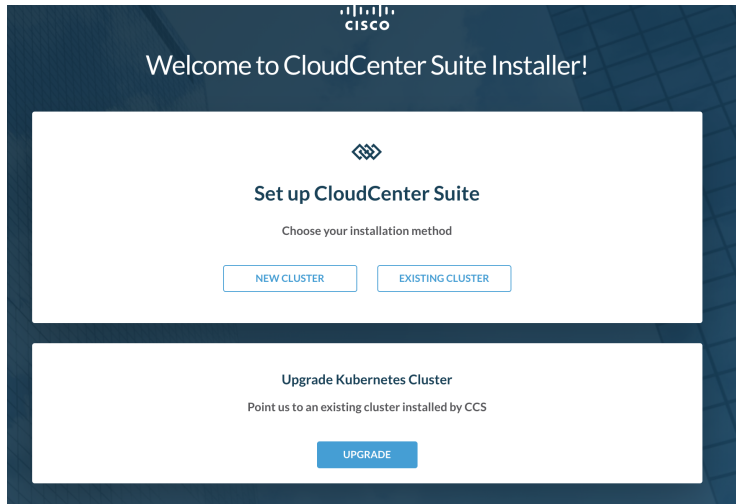 CISCO
Welcome to CloudCenter Suite Installer!
Set up CloudCenter Suite
Choose your installation method
NEW CLUSTER EXISTING CLUSTER
Upgrade Kubernetes Cluster
Point us to an existing cluster installed by CCS
UPGRADE